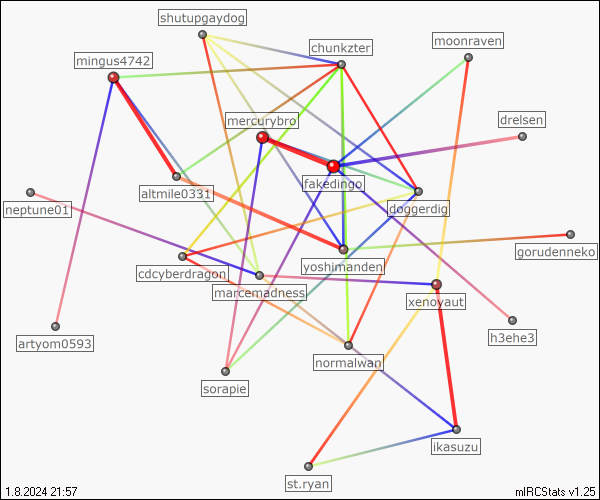 shutupgaydog
chunkzter
moonraven
mingus4742
mercurybro
drelsen
fakedingo
altmile0331
neptune01
doggerdig
gorudenneko
yoshimanden
cdcyberdragon
marcemadness
xenoyaut
h3ehe3
artyom0593
normalwan
sorapie
ikasuzu
st.ryan
1.8.2024 21:57
mIRCStats v1.25